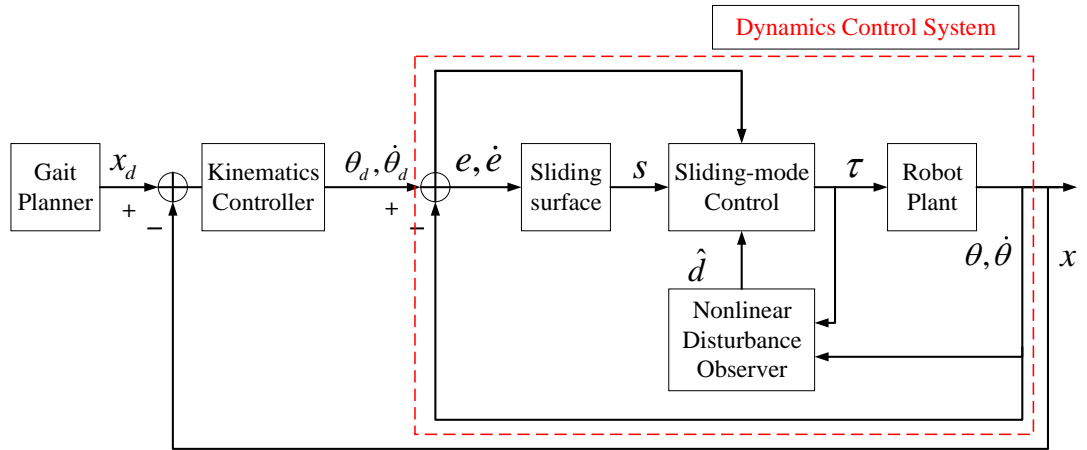 Dynamics Control System
Gait
Planner
x_d
+
−
Kinematics
Controller
θ_d, θ̇_d
+
−
e, ė
Sliding
surface
s
Sliding-mode
Control
τ
Robot
Plant
θ, θ̇
x
d̂
Nonlinear
Disturbance
Observer